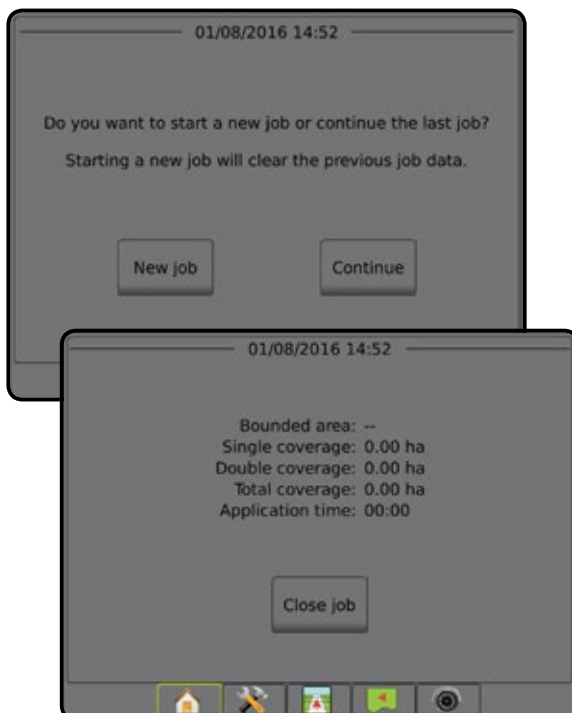 01/08/2016 14:52
Do you want to start a new job or continue the last job?
Starting a new job will clear the previous job data.
New job
Continue
01/08/2016 14:52
Bounded area: --
Single coverage: 0.00 ha
Double coverage: 0.00 ha
Total coverage: 0.00 ha
Application time: 00:00
Close job